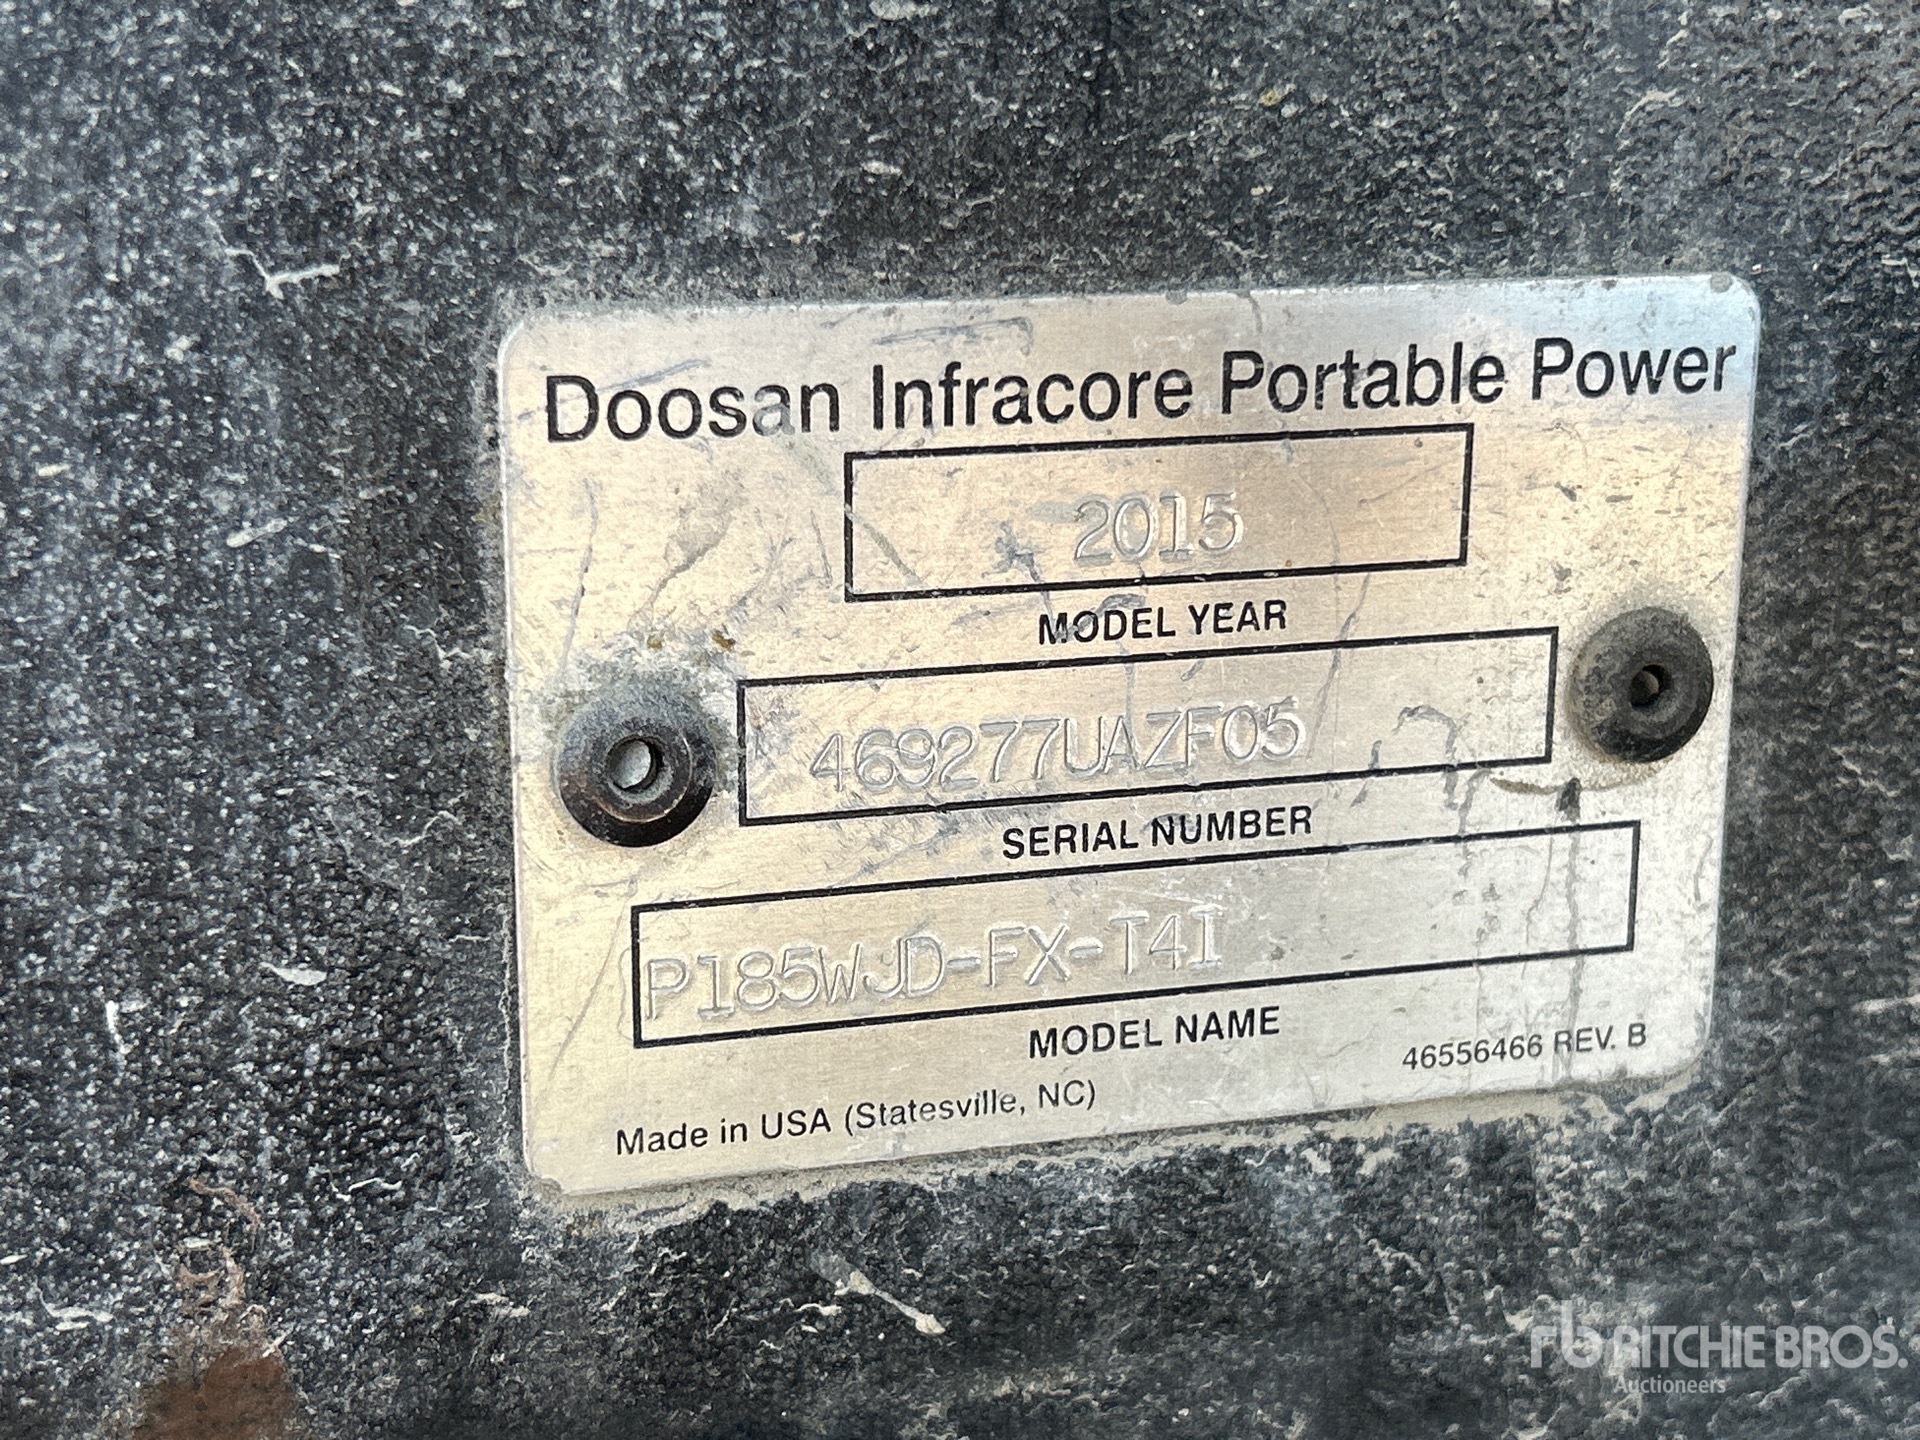 Doosan Infracore Portable Power
2015
MODEL YEAR
469277UAZF05
SERIAL NUMBER
P185WJD-FX-T4I
MODEL NAME
46556466 REV. B
Made in USA (Statesville, NC)
rb RITCHIE BROS.
Auctioneers